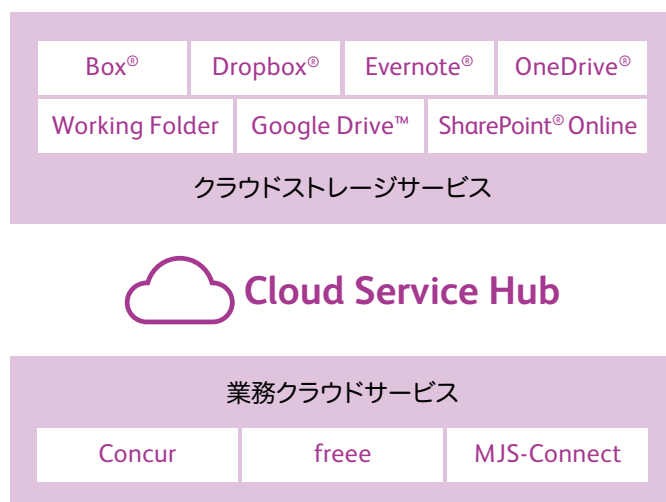 Box® Dropbox® Evernote® OneDrive®
Working Folder Google Drive™ SharePoint® Online
クラウドストレージサービス
Cloud Service Hub
業務クラウドサービス
Concur freee MJS-Connect